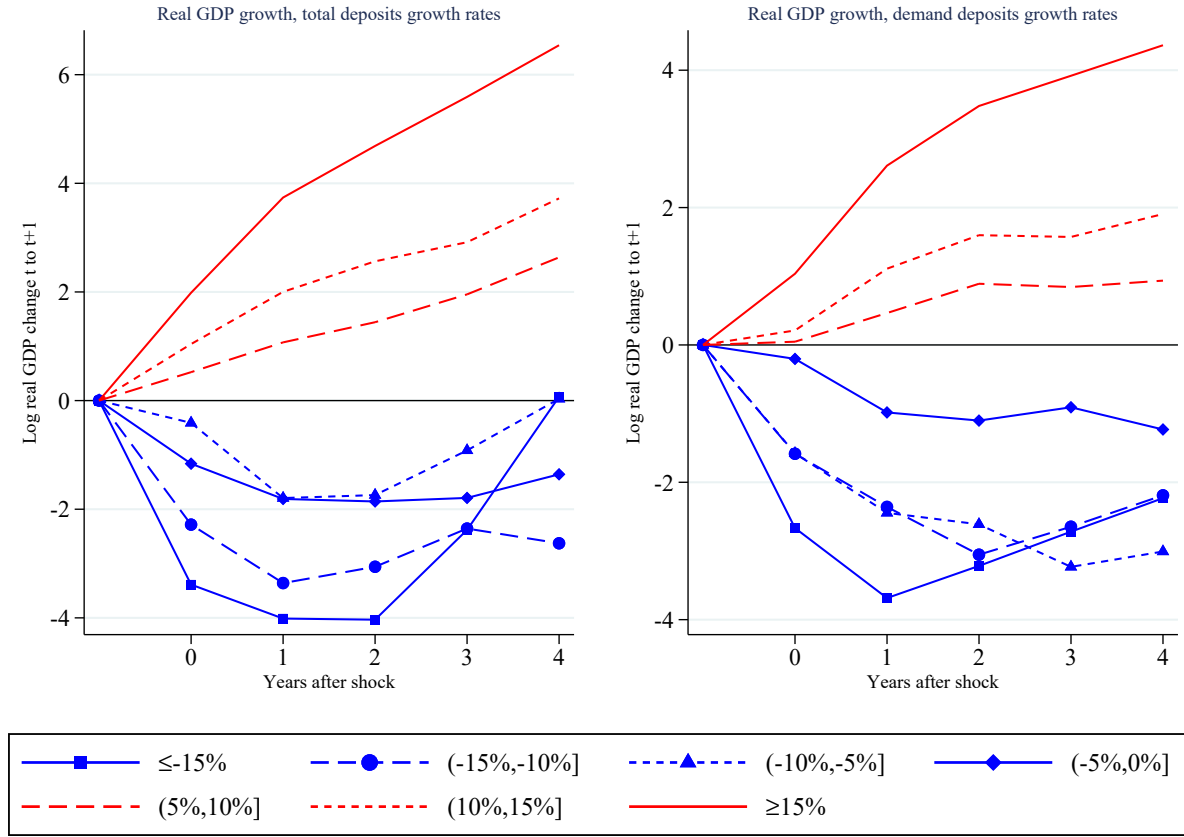 Real GDP growth, total deposits growth rates
Log real GDP change t to t+1
6
4
2
0
-2
-4
0 1 2 3 4
Years after shock
Real GDP growth, demand deposits growth rates
Log real GDP change t to t+1
4
2
0
-2
-4
0 1 2 3 4
Years after shock
≤-15% (-15%,-10%] (-10%,-5%] (-5%,0%]
(5%,10%] (10%,15%] ≥15%